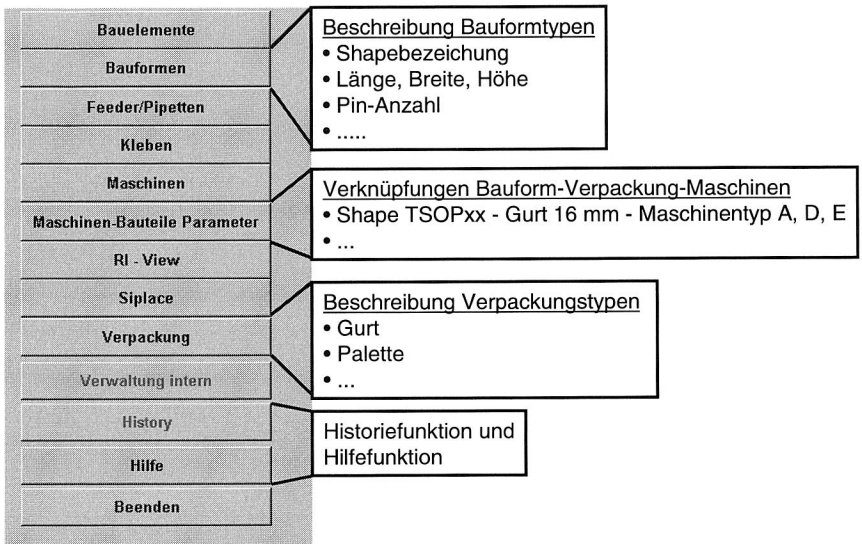 Bauelemente
Bauformen
Feeder/Pipetten
Kleben
Maschinen
Maschinen-Bauteile Parameter
RI - View
Siplace
Verpackung
Verwaltung intern
History
Hilfe
Beenden
Beschreibung Bauformtypen
• Shapebezeichung
• Länge, Breite, Höhe
• Pin-Anzahl
• .....
Verknüpfungen Bauform-Verpackung-Maschinen
• Shape TSOPxx - Gurt 16 mm - Maschinentyp A, D, E
• ...
Beschreibung Verpackungstypen
• Gurt
• Palette
• ...
Historiefunktion und
Hilfefunktion